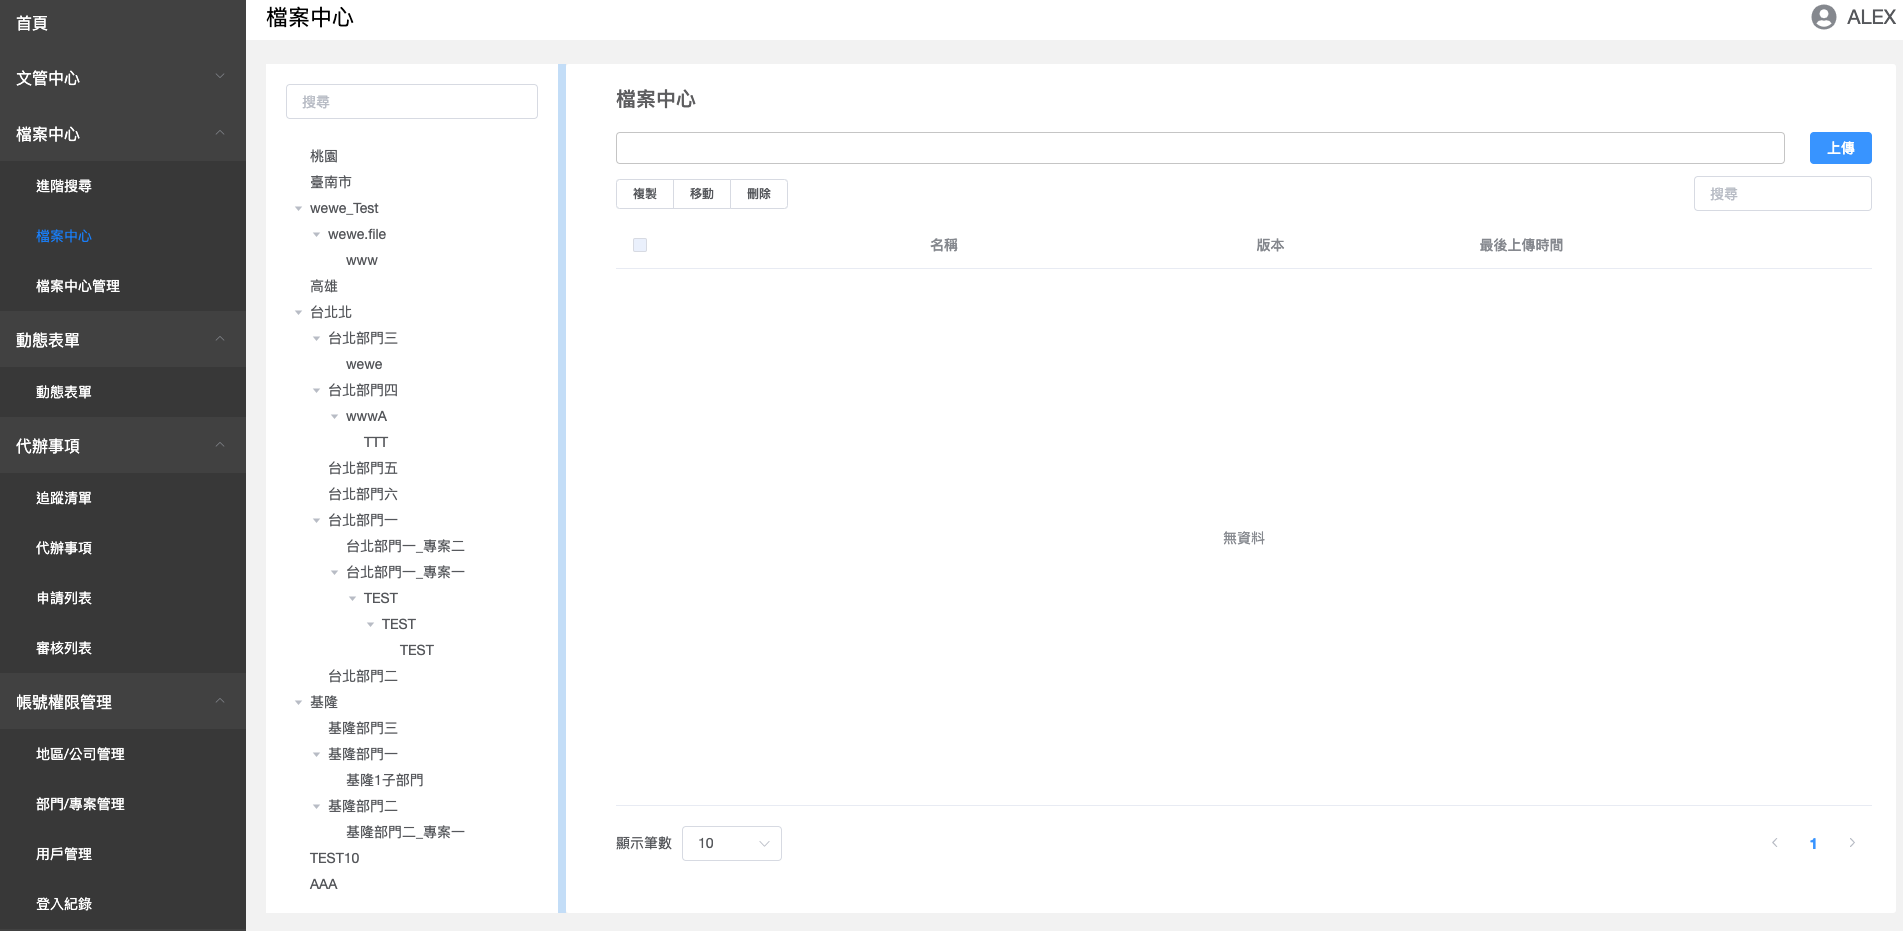 首頁
文管中心
檔案中心
進階搜尋
檔案中心
檔案中心管理
動態表單
動態表單
代辦事項
追蹤清單
代辦事項
申請列表
審核列表
帳號權限管理
地區/公司管理
部門/專案管理
用戶管理
登入紀錄
檔案中心
ALEX
搜尋
桃園
臺南市
wewe_Test
wewe.file
www
高雄
台北北
台北部門三
wewe
台北部門四
wwwA
TTT
台北部門五
台北部門六
台北部門一
台北部門一_專案二
台北部門一_專案一
TEST
TEST
TEST
台北部門二
基隆
基隆部門三
基隆部門一
基隆1子部門
基隆部門二
基隆部門二_專案一
TEST10
AAA
檔案中心
上傳
複製 移動 刪除
搜尋
名稱 版本 最後上傳時間
無資料
顯示筆數 10
1